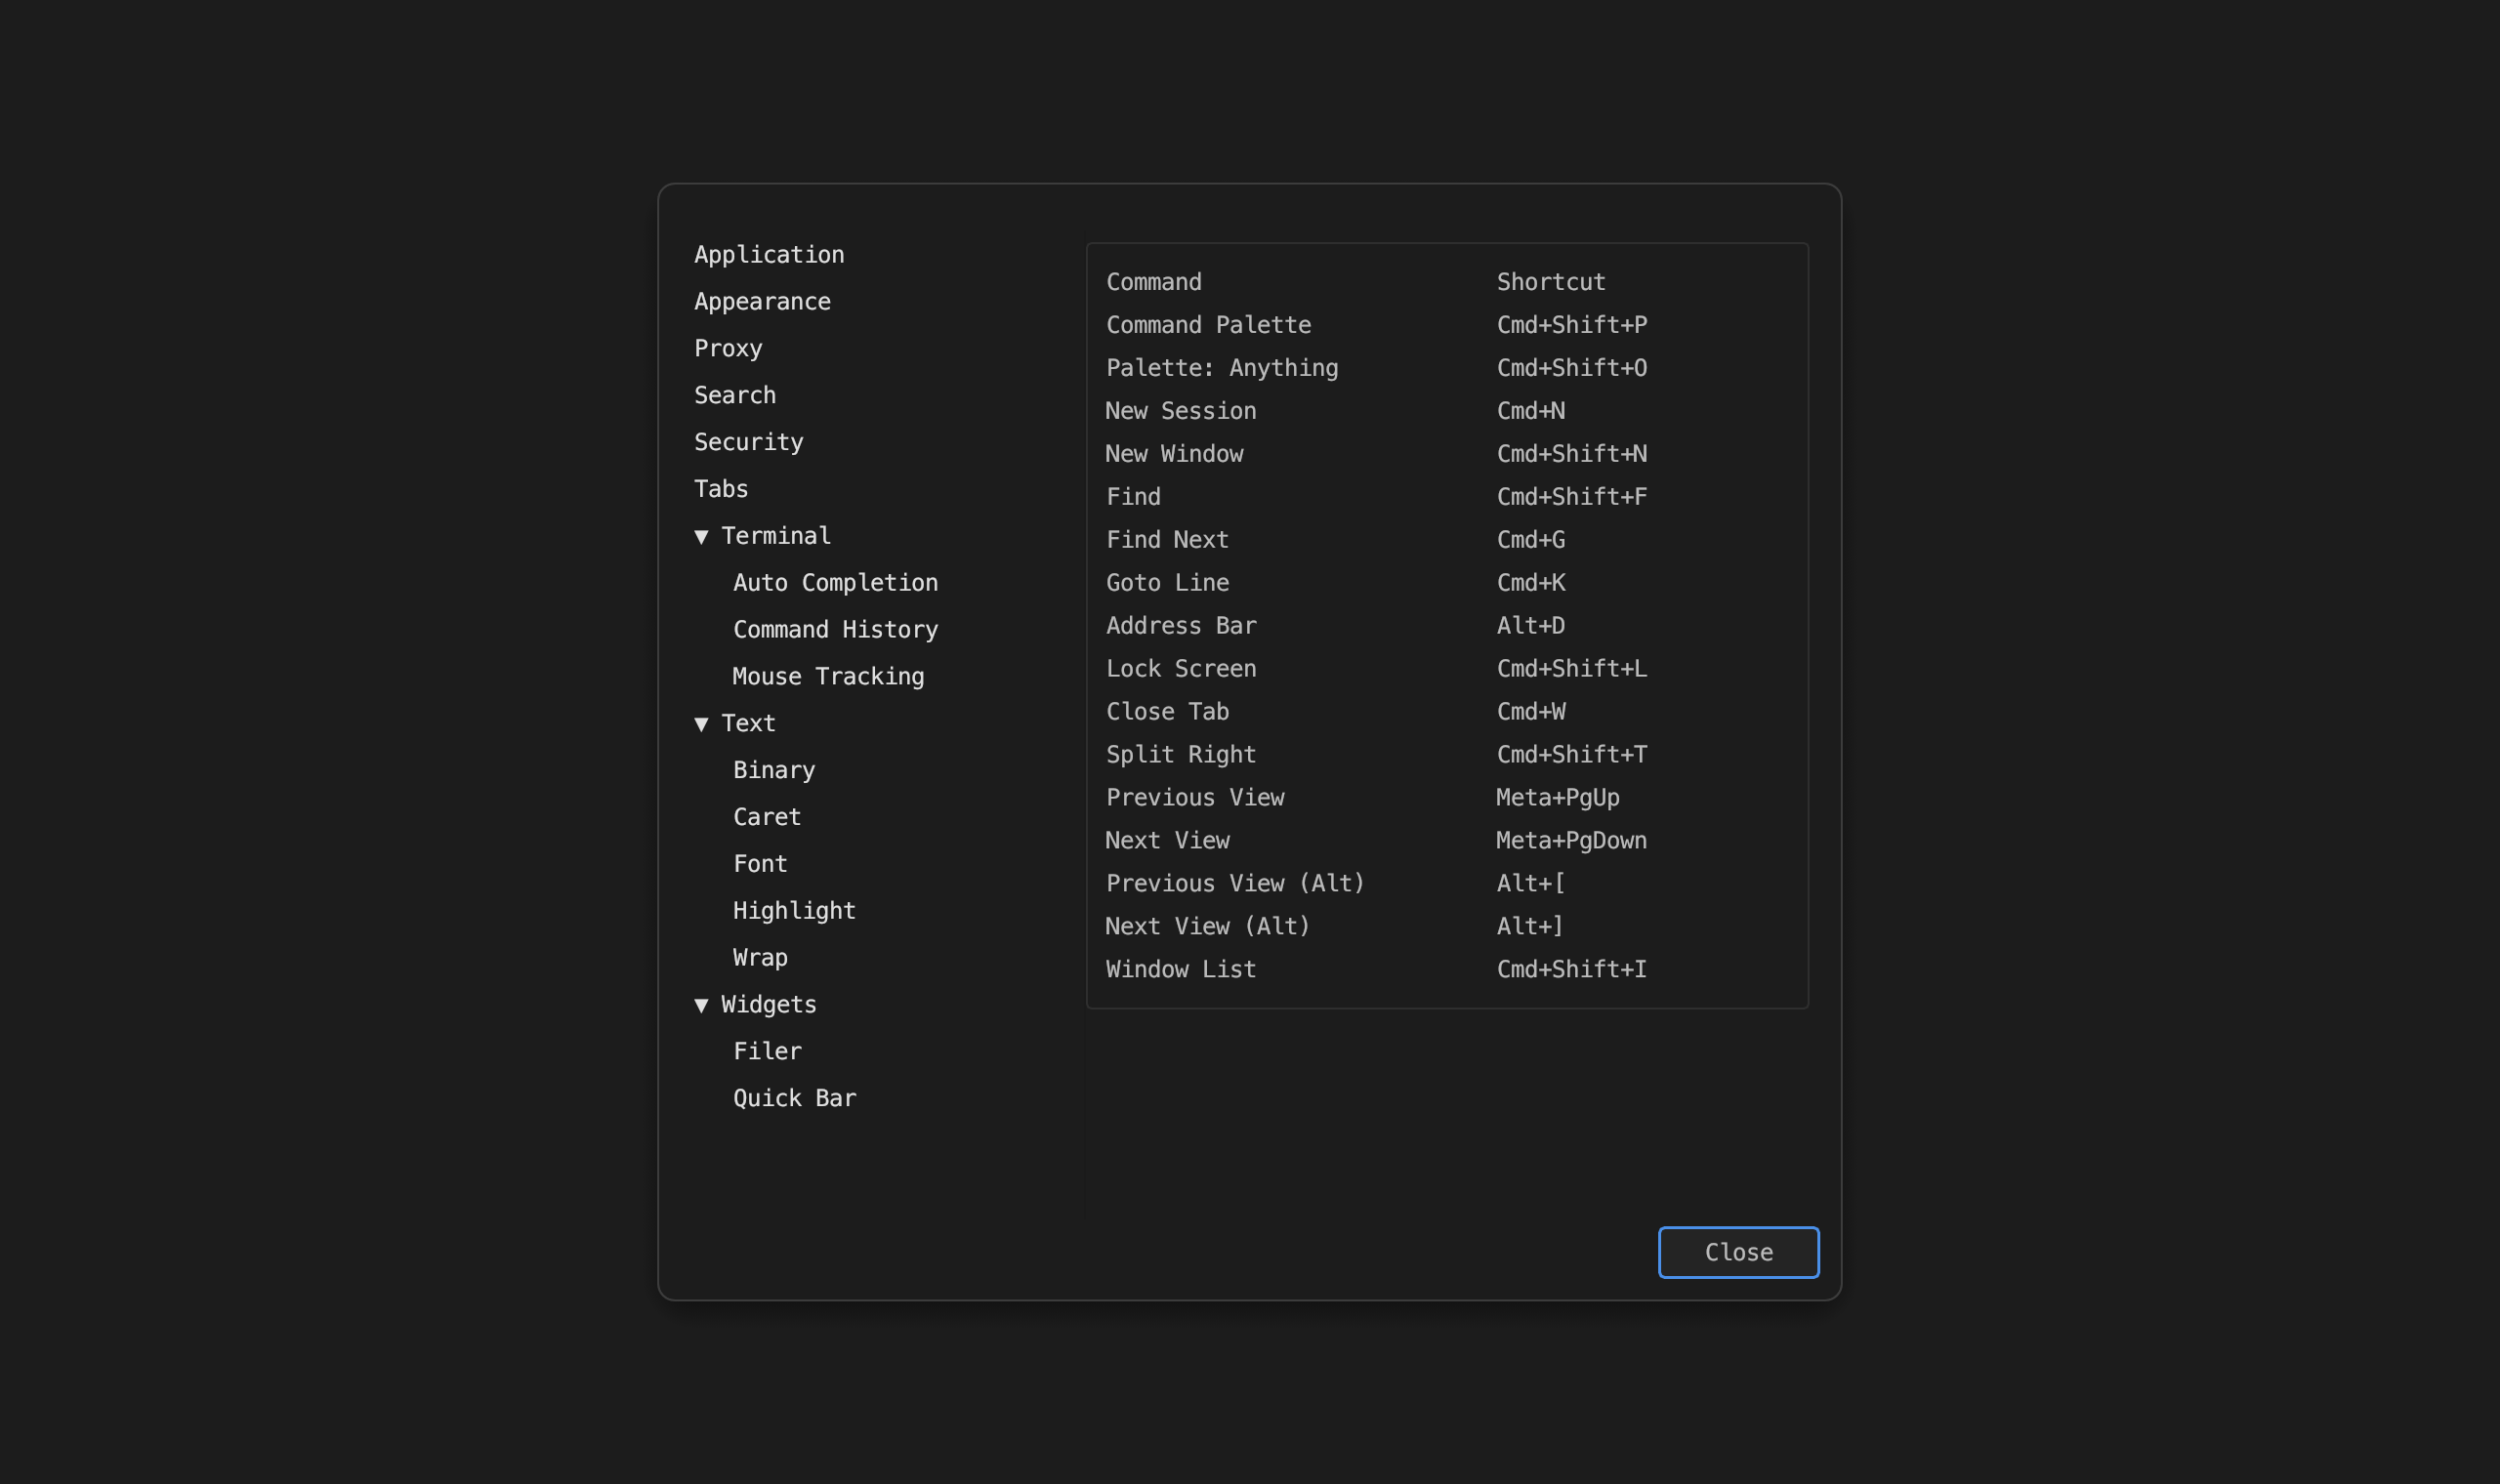 Application
Appearance
Proxy
Search
Security
Tabs
▼ Terminal
Auto Completion
Command History
Mouse Tracking
▼ Text
Binary
Caret
Font
Highlight
Wrap
▼ Widgets
Filer
Quick Bar
Command Shortcut
Command Palette Cmd+Shift+P
Palette: Anything Cmd+Shift+O
New Session Cmd+N
New Window Cmd+Shift+N
Find Cmd+Shift+F
Find Next Cmd+G
Goto Line Cmd+K
Address Bar Alt+D
Lock Screen Cmd+Shift+L
Close Tab Cmd+W
Split Right Cmd+Shift+T
Previous View Meta+PgUp
Next View Meta+PgDown
Previous View (Alt) Alt+[
Next View (Alt) Alt+]
Window List Cmd+Shift+I
Close